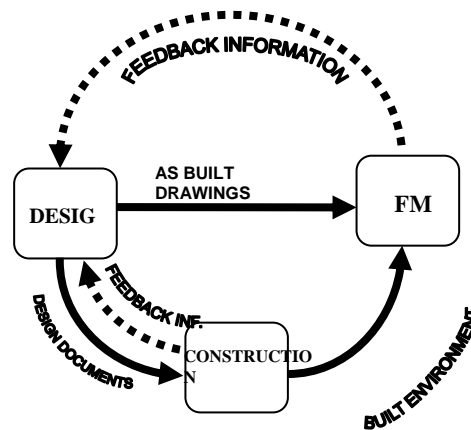 FEEDBACK INFORMATION
AS BUILT
DRAWINGS
DESIG
FM
FEEDBACK INF.
DESIGN DOCUMENTS
CONSTRUCTIO
N
BUILT ENVIRONMENT